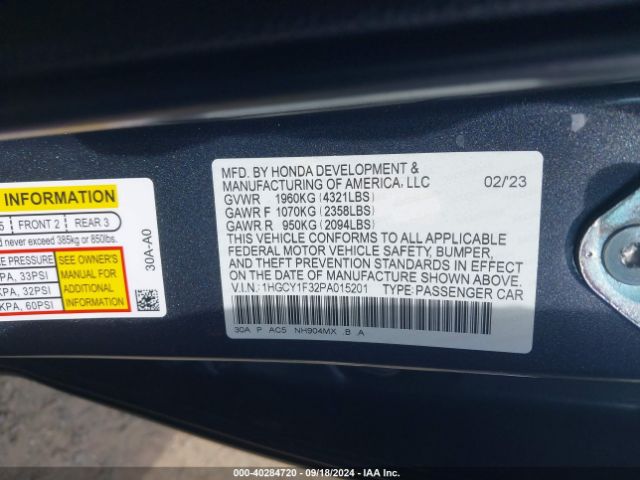 MFD. BY HONDA DEVELOPMENT &
MANUFACTURING OF AMERICA, LLC 02/'23
GVWR 1960KG (4321LBS)
GAWR F 1070KG (2358LBS)
GAWR R 950KG (2094LBS)
THIS VEHICLE CONFORMS TO ALL APPLICABLE
FEDERAL MOTOR VEHICLE SAFETY, BUMPER,
AND THEFT PREVENTION STANDARDS IN EFFECT
ON THE DATE OF MANUFACTURE SHOWN ABOVE.
V.I.N.: 1HGCY1F32PA015201 TYPE: PASSENGER CAR
30A P AC5 NH904MX .B .A
INFORMATION
5 FRONT 2 REAR 3
d never exceed 385kg or 850lbs.
E PRESSURE
PA, 33PSI
KPA, 32PSI
KPA, 60PSI
SEE OWNER'S
MANUAL FOR
ADDITIONAL
INFORMATION
30A-A0
000-40284720 - 09/18/2024 - IAA Inc.